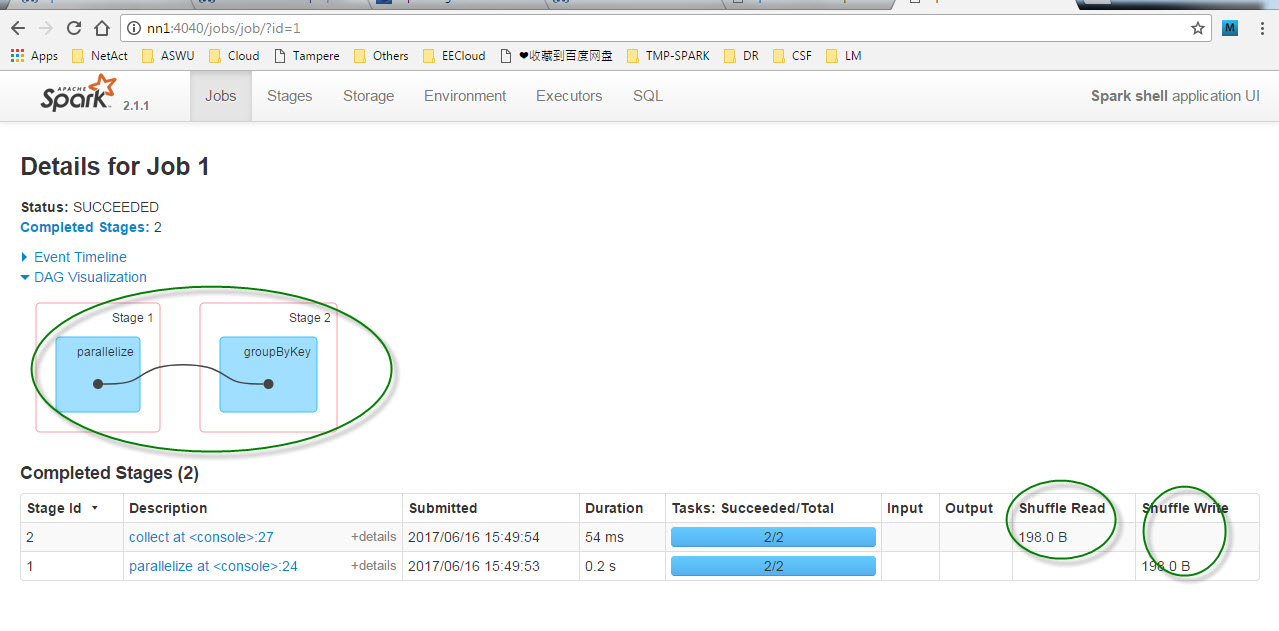 nn1:4040/jobs/job/?id=1
M
Apps NetAct ASWU Cloud Tampere Others EECloud ❤收藏到百度网盘 TMP-SPARK DR CSF LM
APACHE Spark 2.1.1 Jobs Stages Storage Environment Executors SQL Spark shell application UI
Details for Job 1
Status: SUCCEEDED
Completed Stages: 2
Event Timeline
DAG Visualization
Stage 1 Stage 2
parallelize groupByKey
Completed Stages (2)
Stage Id Description Submitted Duration Tasks: Succeeded/Total Input Output Shuffle Read Shuffle Write
2 collect at <console>:27 +details 2017/06/16 15:49:54 54 ms 2/2 198.0 B
1 parallelize at <console>:24 +details 2017/06/16 15:49:53 0.2 s 2/2 198.0 B